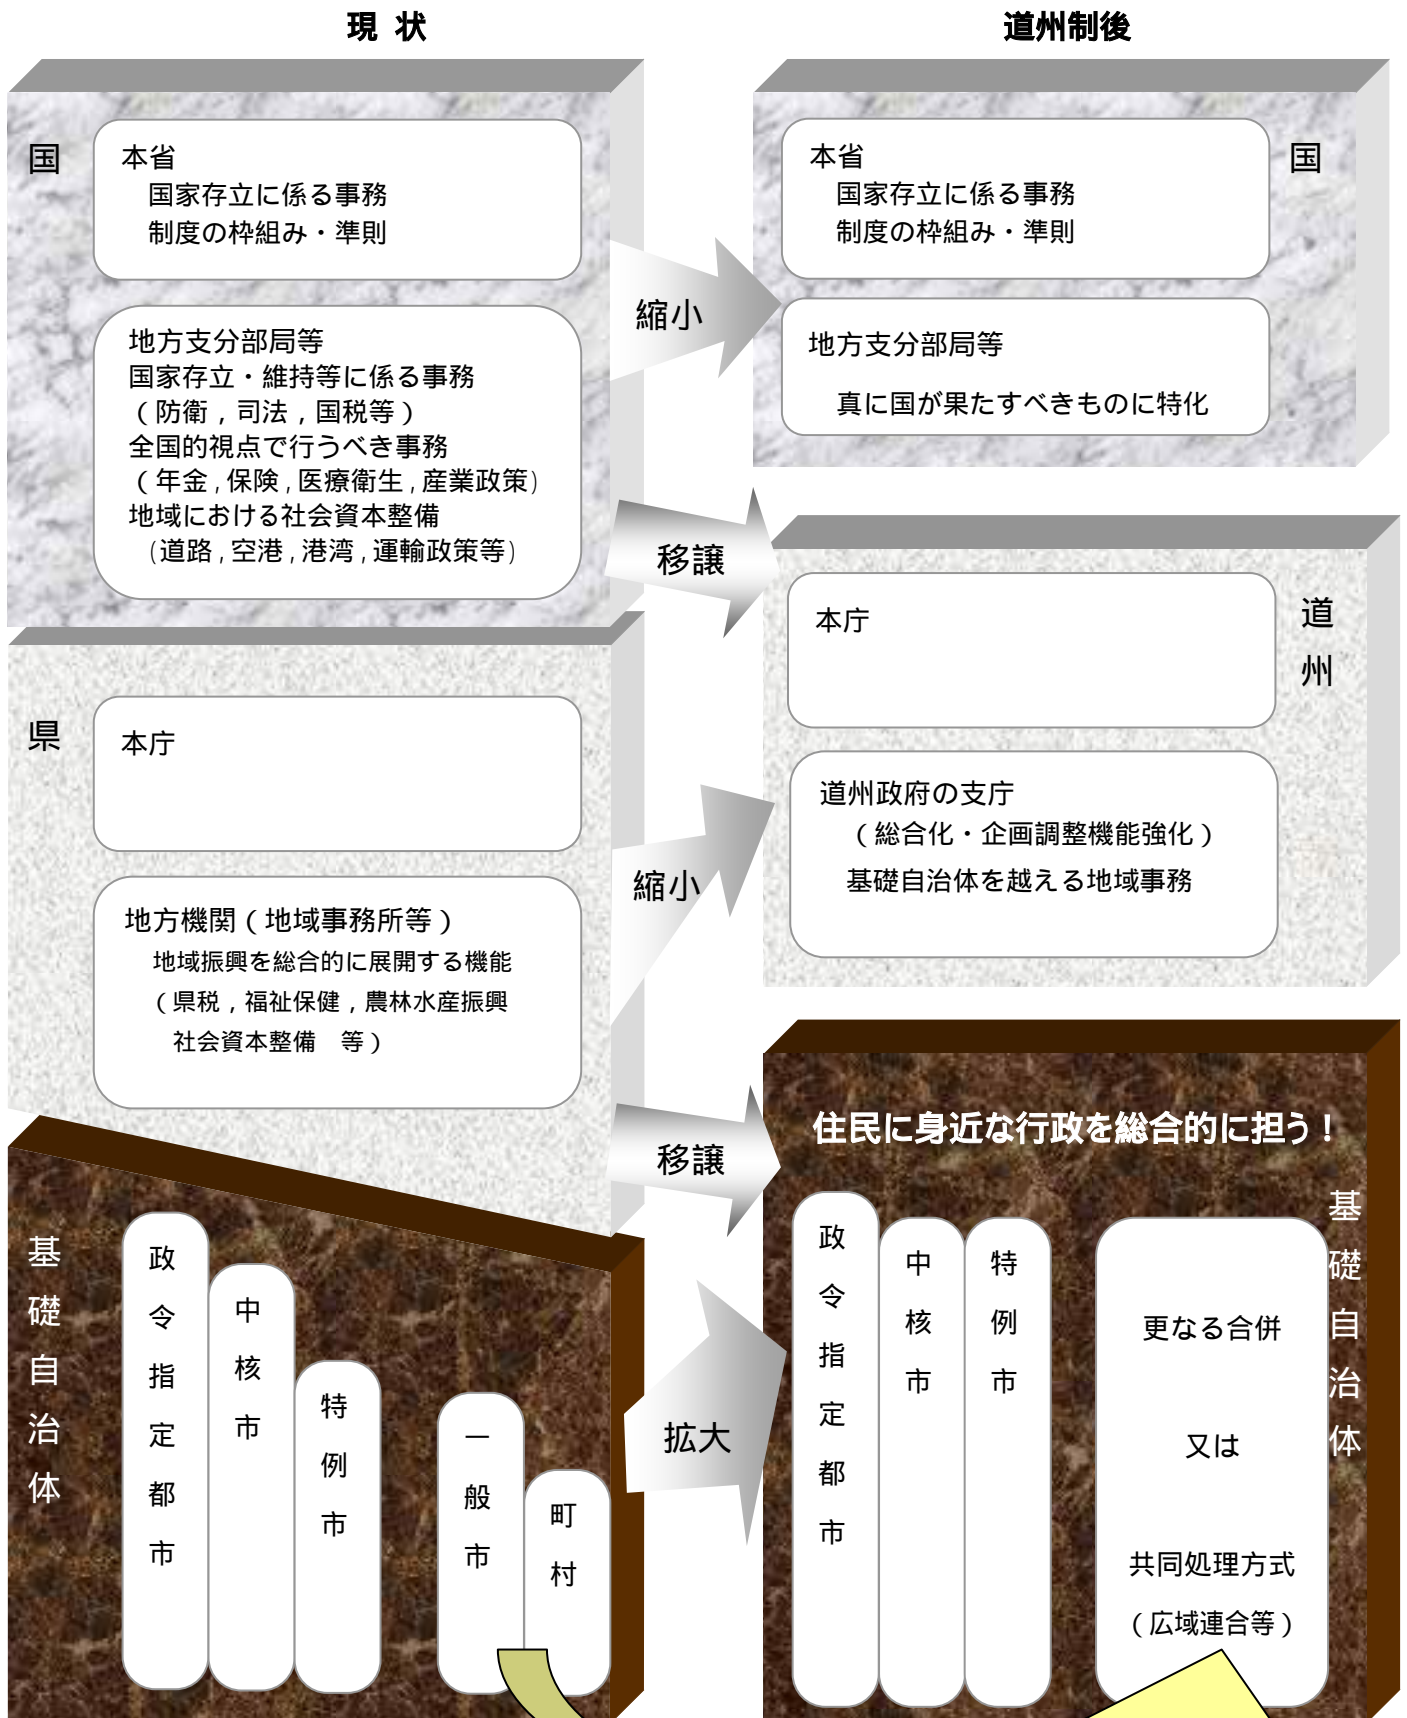 現 状
国
本省
国家存立に係る事務
制度の枠組み・準則
地方支分部局等
国家存立・維持等に係る事務
（防衛，司法，国税等）
全国的視点で行うべき事務
（年金，保険，医療衛生，産業政策）
地域における社会資本整備
（道路，空港，港湾，運輸政策等）
県
本庁
地方機関（地域事務所等）
地域振興を総合的に展開する機能
（県税，福祉保健，農林水産振興
社会資本整備　等）
基礎自治体
政令指定都市
中核市
特例市
一般市
町村
縮小
移譲
縮小
移譲
拡大
道州制後
国
本省
国家存立に係る事務
制度の枠組み・準則
地方支分部局等
真に国が果たすべきものに特化
道州
本庁
道州政府の支庁
（総合化・企画調整機能強化）
基礎自治体を越える地域事務
住民に身近な行政を総合的に担う！
基礎自治体
政令指定都市
中核市
特例市
更なる合併
又は
共同処理方式
（広域連合等）